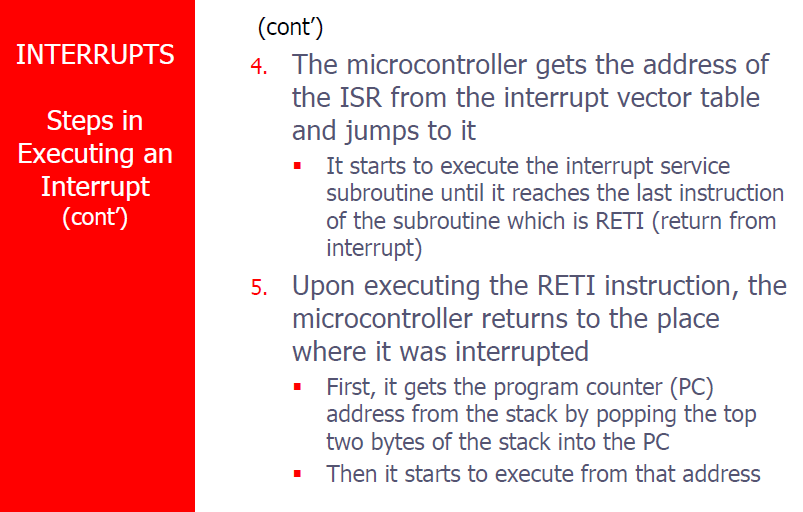 INTERRUPTS
Steps in
Executing an
Interrupt
(cont’)
(cont’)
4. The microcontroller gets the address of
the ISR from the interrupt vector table
and jumps to it
▪ It starts to execute the interrupt service
subroutine until it reaches the last instruction
of the subroutine which is RETI (return from
interrupt)
5. Upon executing the RETI instruction, the
microcontroller returns to the place
where it was interrupted
▪ First, it gets the program counter (PC)
address from the stack by popping the top
two bytes of the stack into the PC
▪ Then it starts to execute from that address